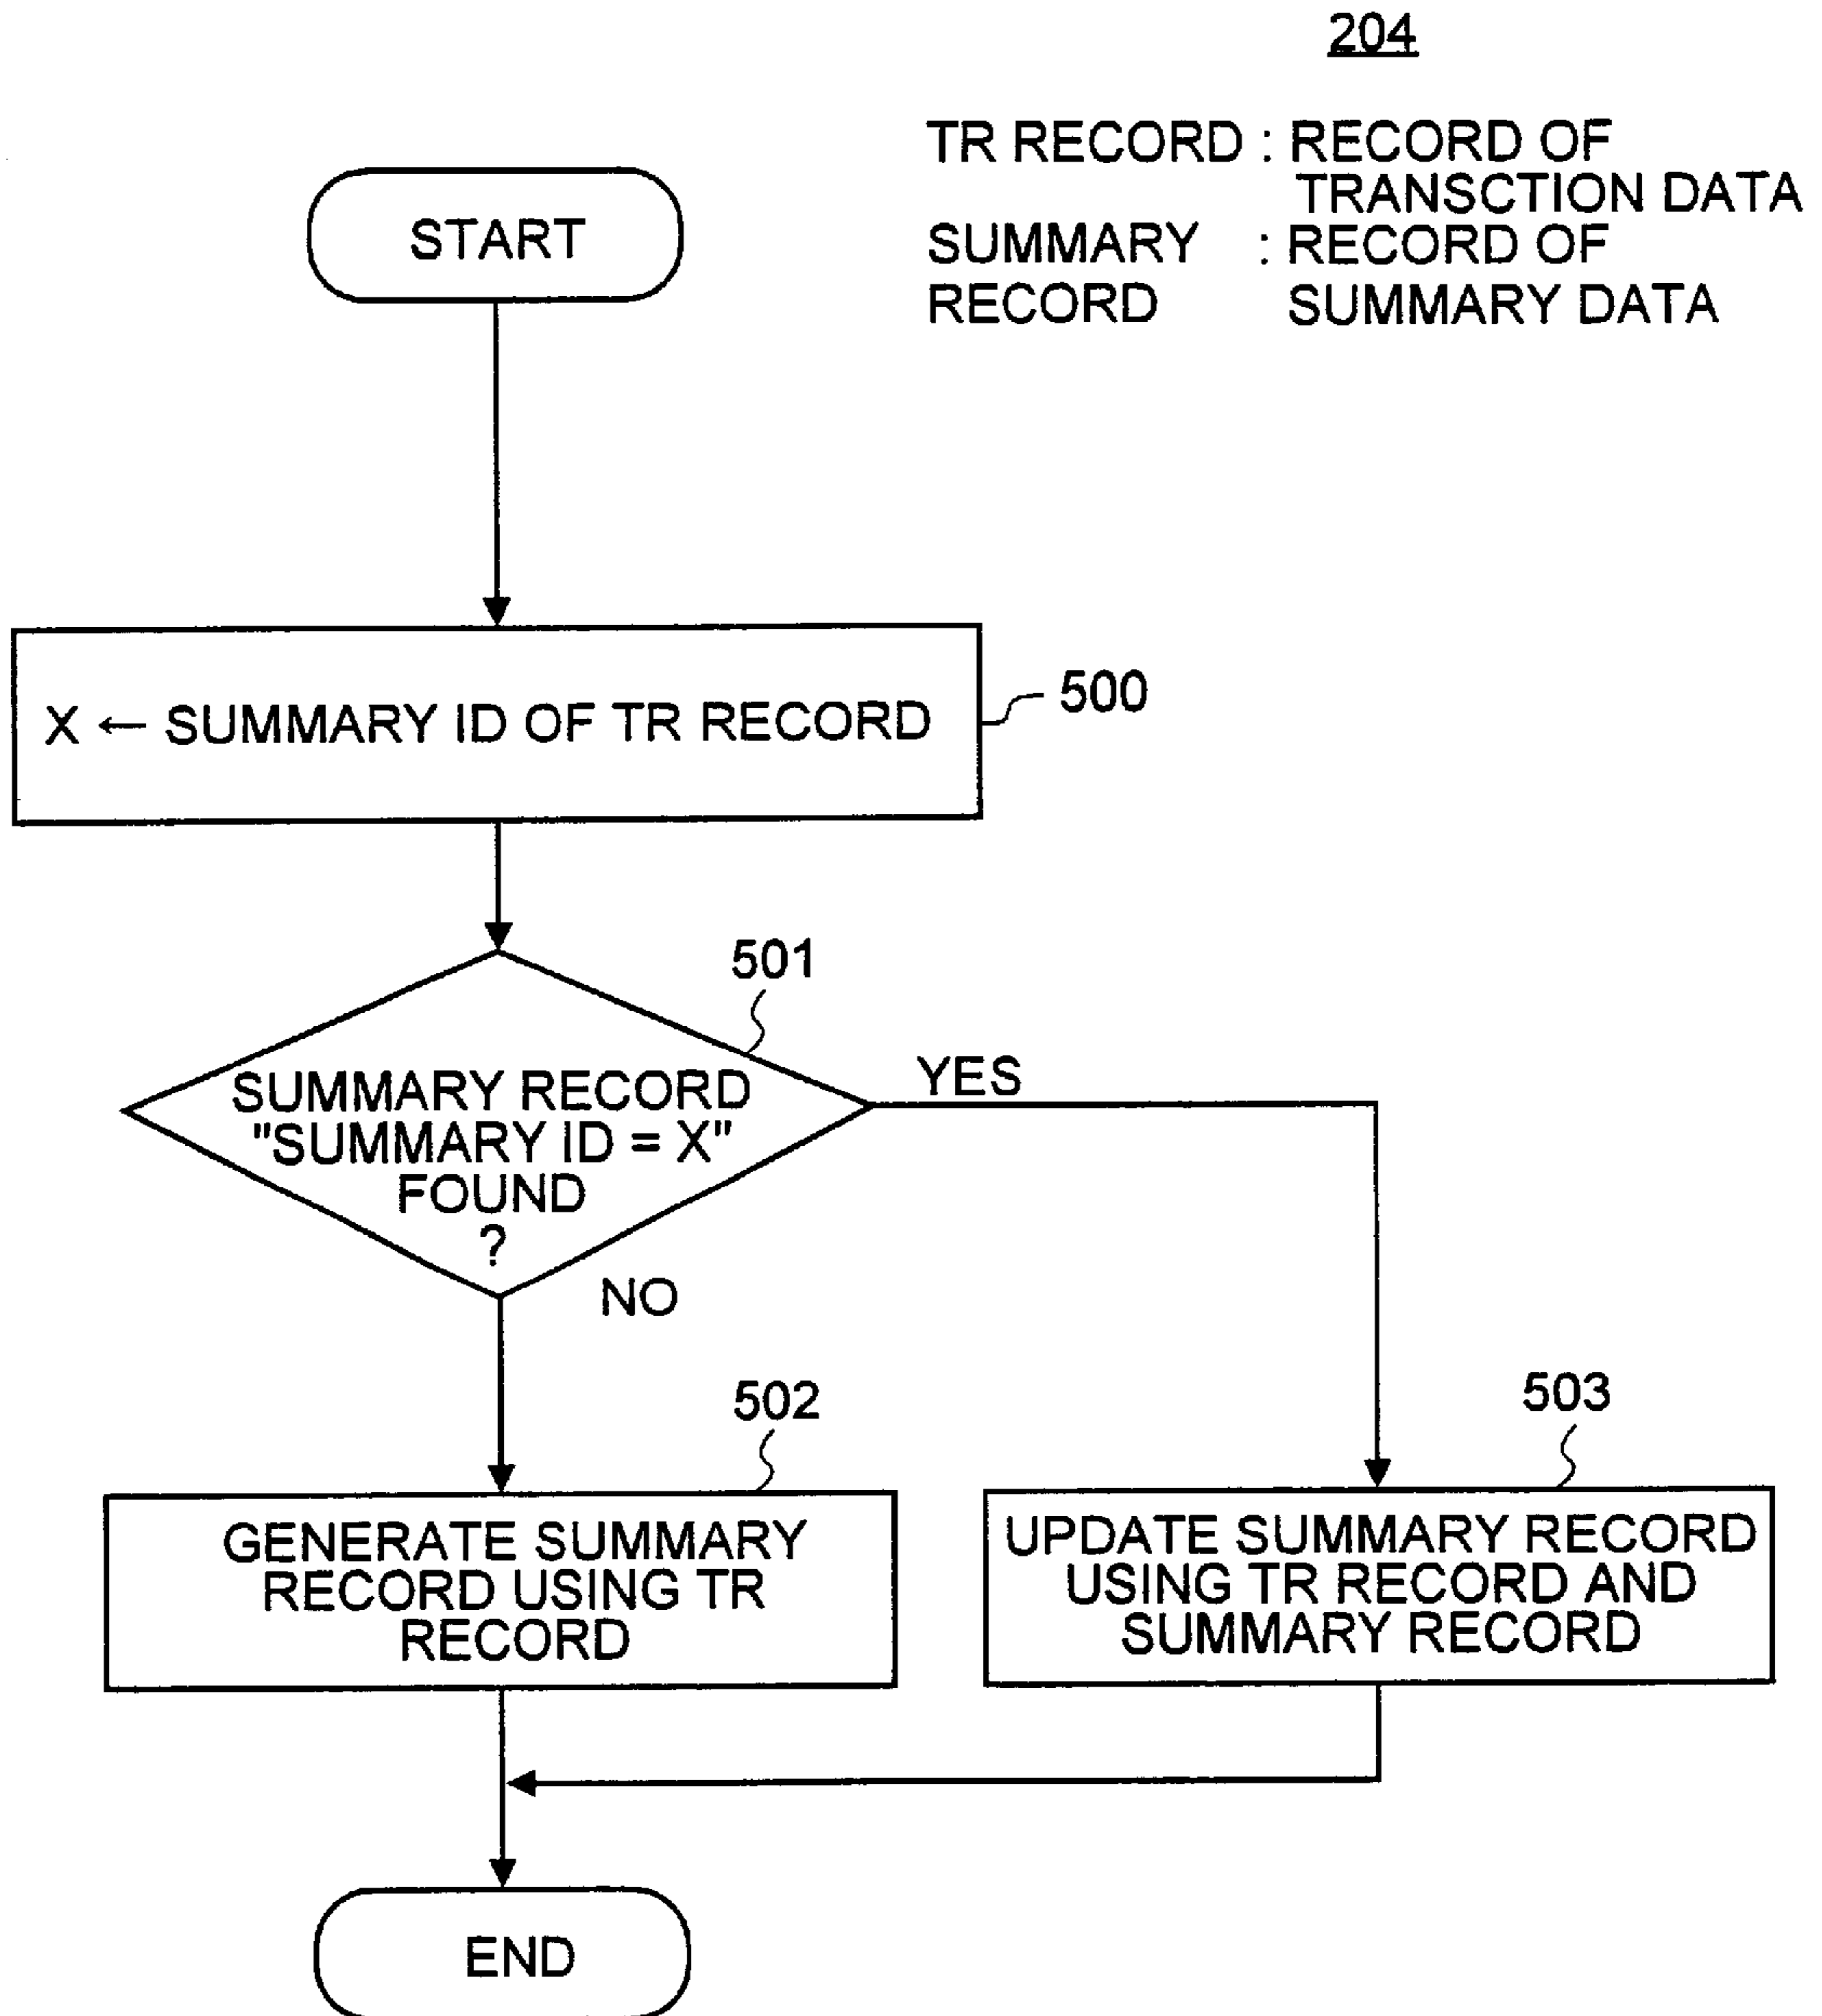 204
TR RECORD : RECORD OF
TRANSCTION DATA
SUMMARY : RECORD OF
RECORD SUMMARY DATA
START
X ← SUMMARY ID OF TR RECORD
500
501
SUMMARY RECORD
"SUMMARY ID = X"
FOUND
?
YES
NO
502
GENERATE SUMMARY
RECORD USING TR
RECORD
503
UPDATE SUMMARY RECORD
USING TR RECORD AND
SUMMARY RECORD
END